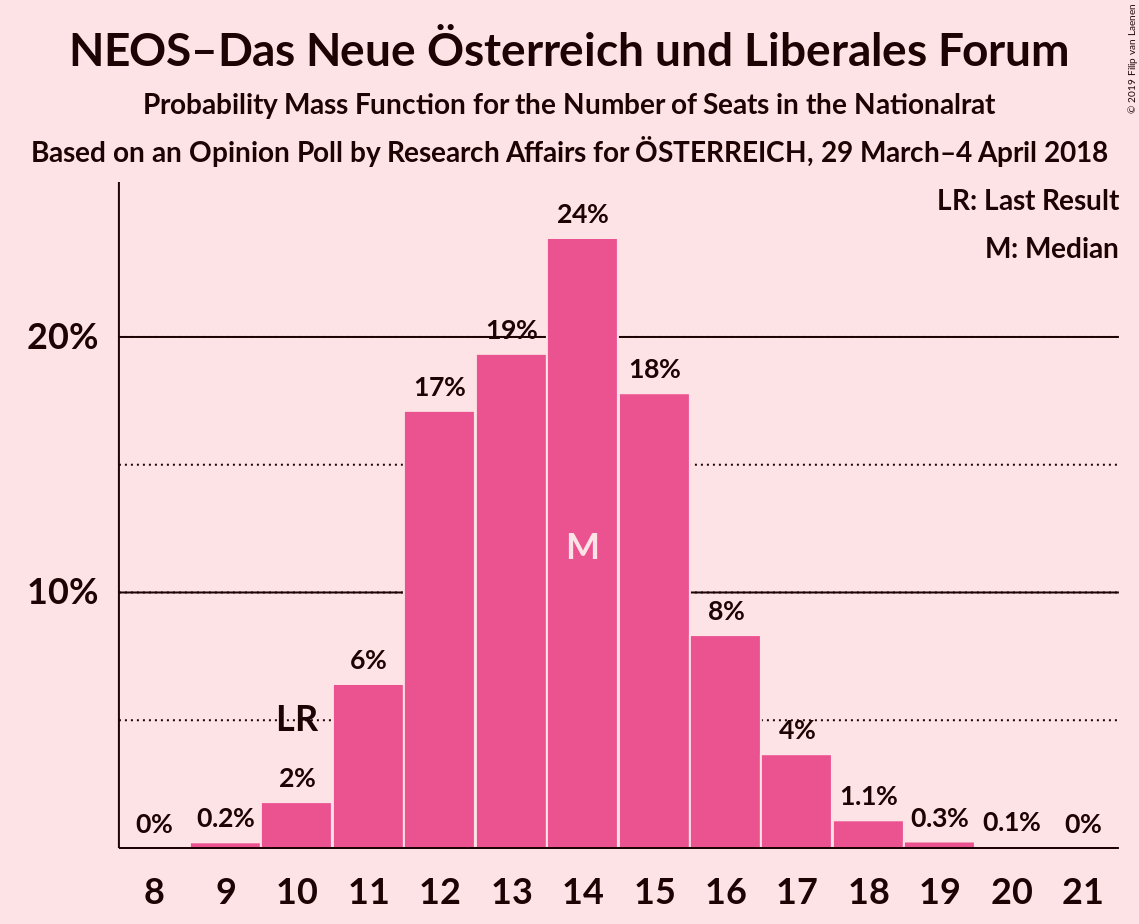 NEOS–Das Neue Österreich und Liberales Forum
Probability Mass Function for the Number of Seats in the Nationalrat
Based on an Opinion Poll by Research Affairs for ÖSTERREICH, 29 March–4 April 2018
© 2019 Filip van Laenen
LR: Last Result
M: Median
24%
19%
20%
18%
17%
M
10%
8%
6%
LR
4%
2%
1.1%
0% 0.2% 0.3% 0.1% 0%
8 9 10 11 12 13 14 15 16 17 18 19 20 21